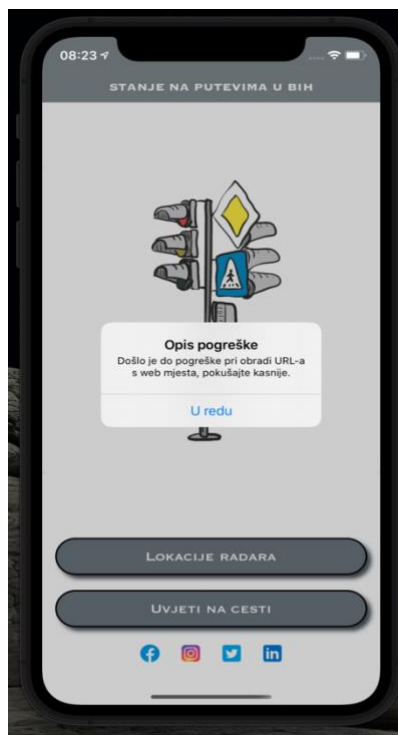 08:23
STANJE NA PUTEVIMA U BIH
Opis pogreške
Došlo je do pogreške pri obradi URL-a
s web mjesta, pokušajte kasnije.
U redu
LOKACIJE RADARA
UVJETI NA CESTI